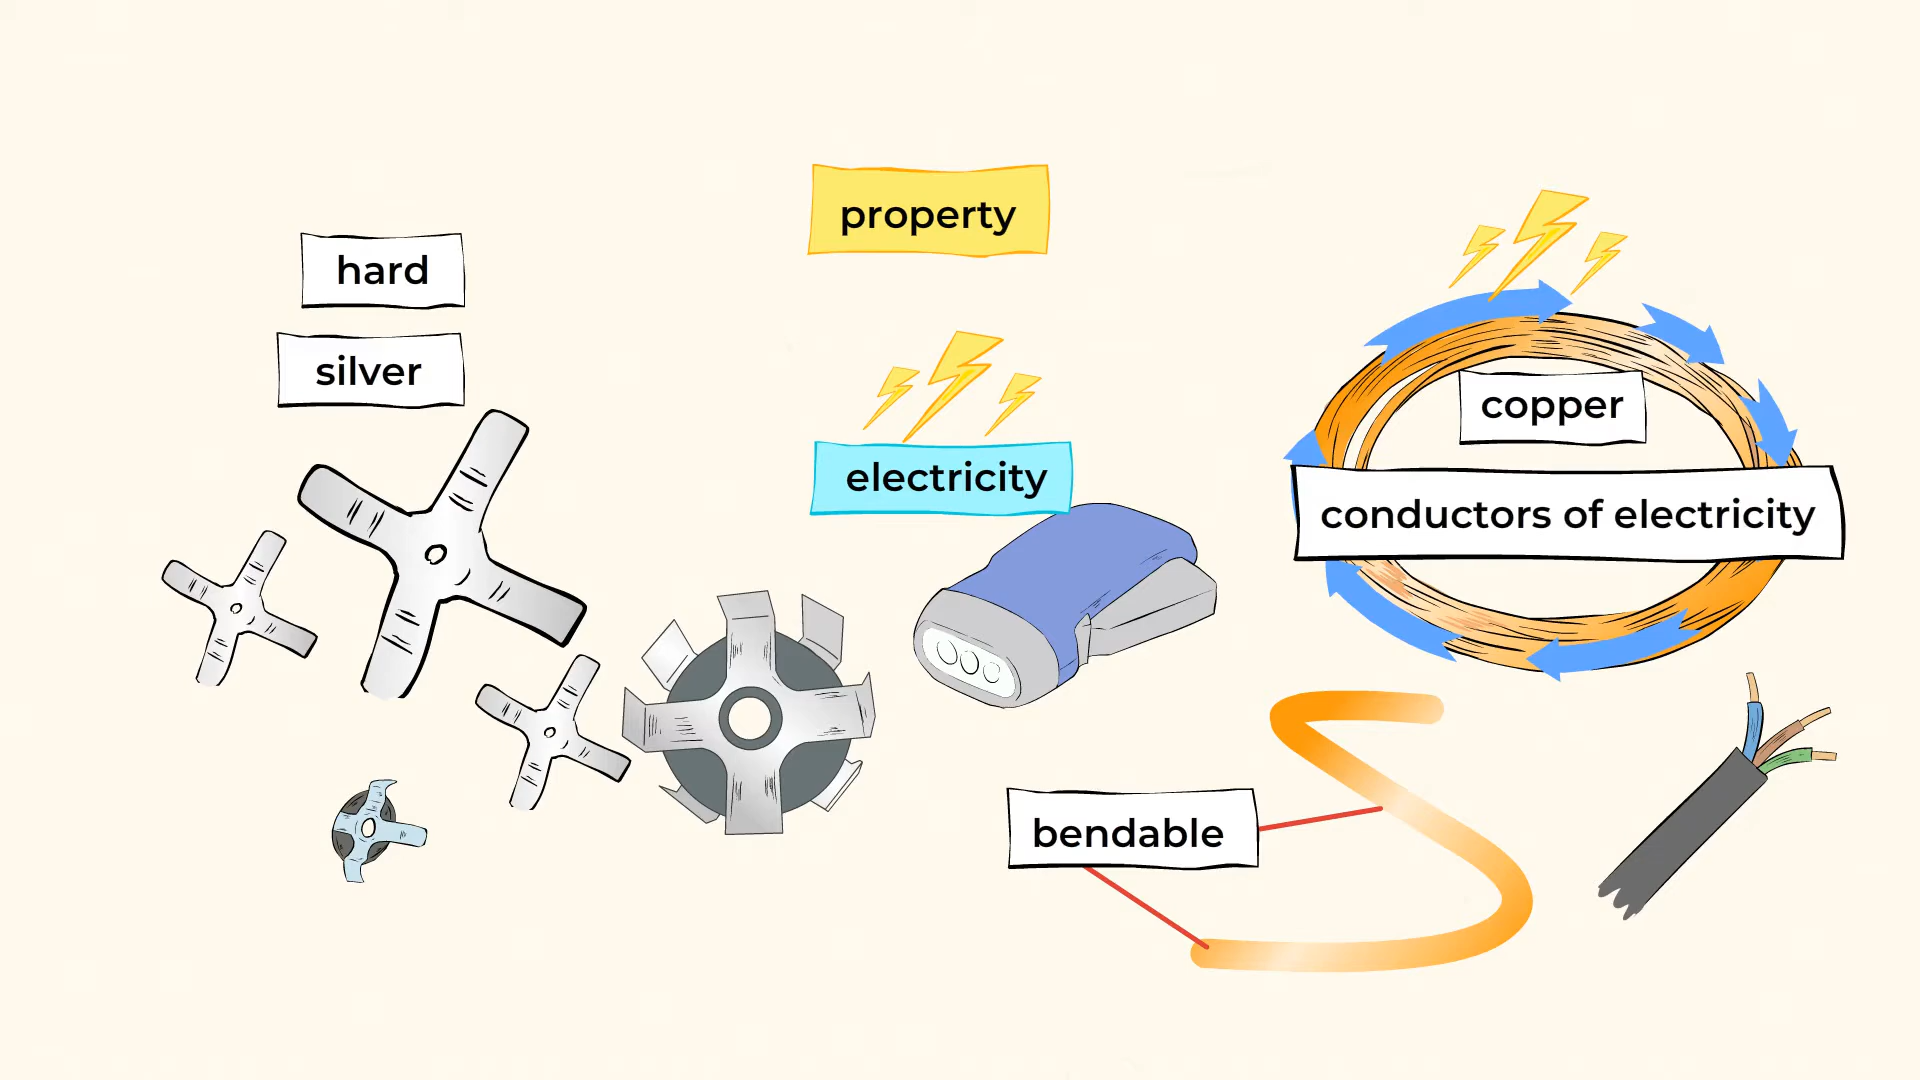 property
hard
silver
electricity
copper
conductors of electricity
bendable